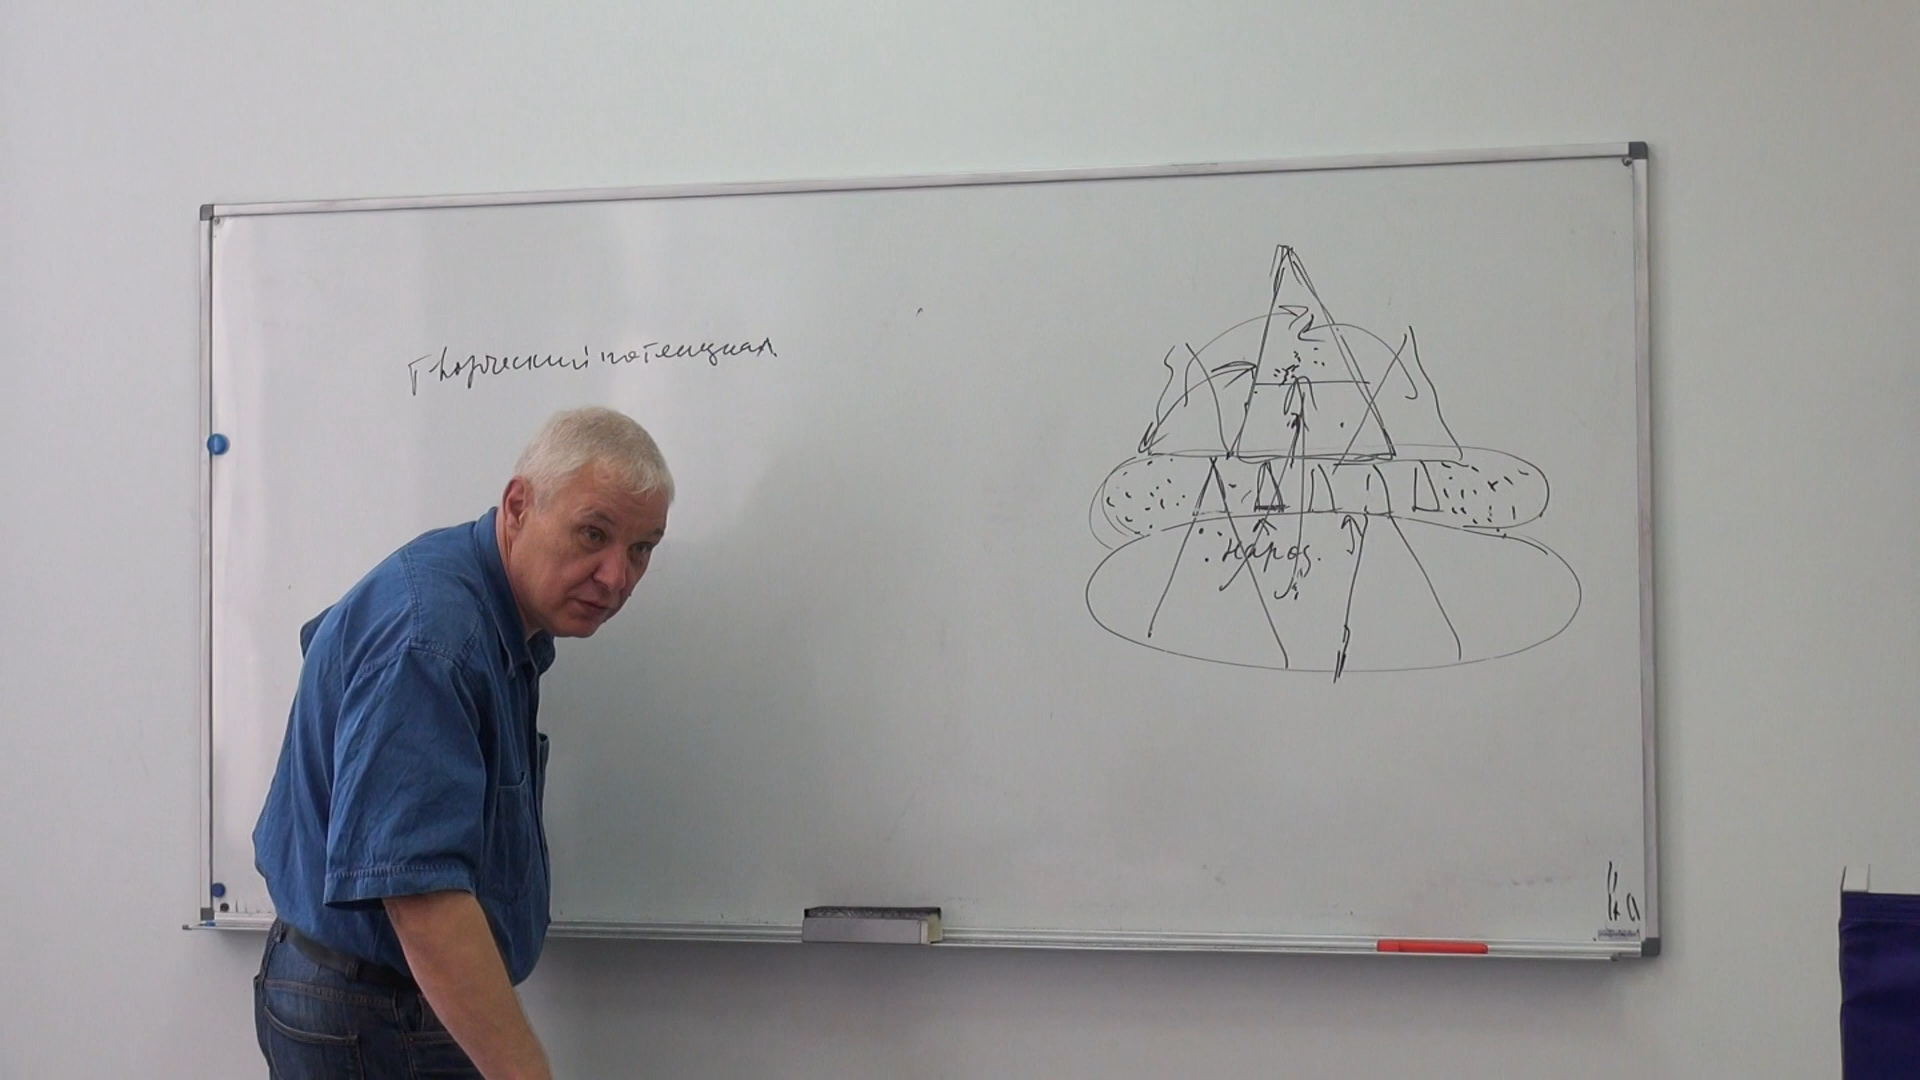 Творческий потенциал
народ.